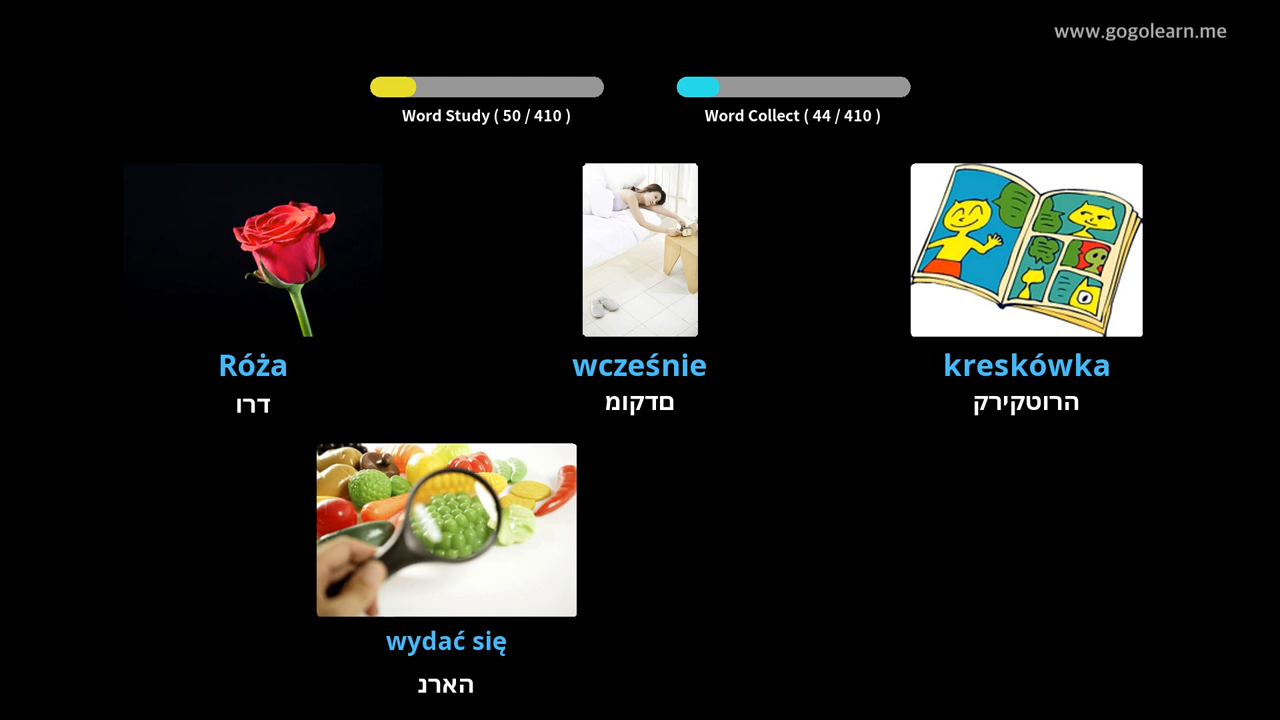 www.gogolearn.me
Word Study ( 50 / 410 )
Word Collect ( 44 / 410 )
Róża
wcześnie
kreskówka
דרו
םדקומ
הרוטקירק
wydać się
הארנ